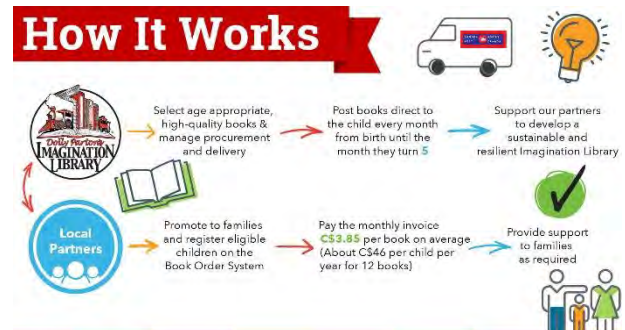 How It Works
Dolly Parton's
IMAGINATION
LIBRARY
Select age appropriate,
high-quality books &
manage procurement
and delivery
Post books direct to
the child every month
from birth until the
month they turn 5
Support our partners
to develop a
sustainable and
resilient Imagination Library
Local
Partners
Promote to families
and register eligible
children on the
Book Order System
Pay the monthly invoice
C$3.85 per book on average
(About C$46 per child per
year for 12 books)
Provide support
to families
as required